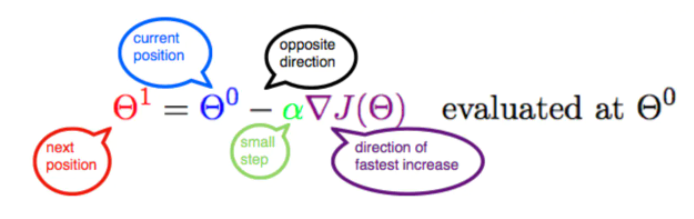 current
position
opposite
direction
Θ¹ = Θ⁰ − α∇J(Θ) evaluated at Θ⁰
next
position
small
step
direction of
fastest increase